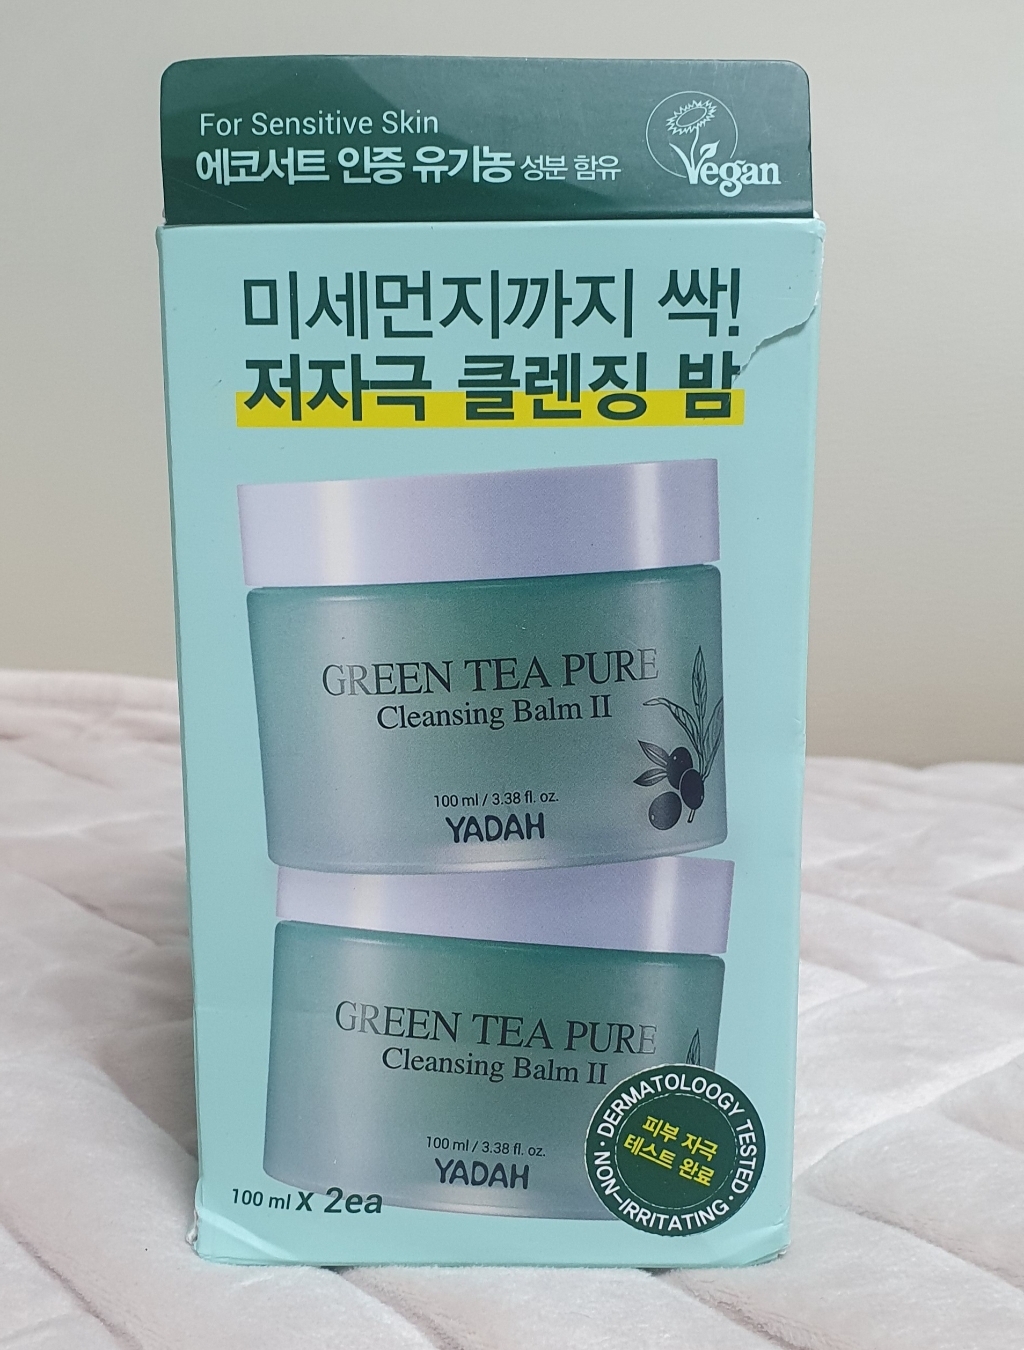 For Sensitive Skin
에코서트 인증 유기농 성분 함유
Vegan
미세먼지까지 싹!
저자극 클렌징 밤
GREEN TEA PURE
Cleansing Balm II
100 ml / 3.38 fl. oz.
YADAH
GREEN TEA PURE
Cleansing Balm II
100 ml / 3.38 fl. oz.
YADAH
100 ml x 2ea
· DERMATOLOOGY TESTED ·
NON-IRRITATING
피부 자극
테스트 완료